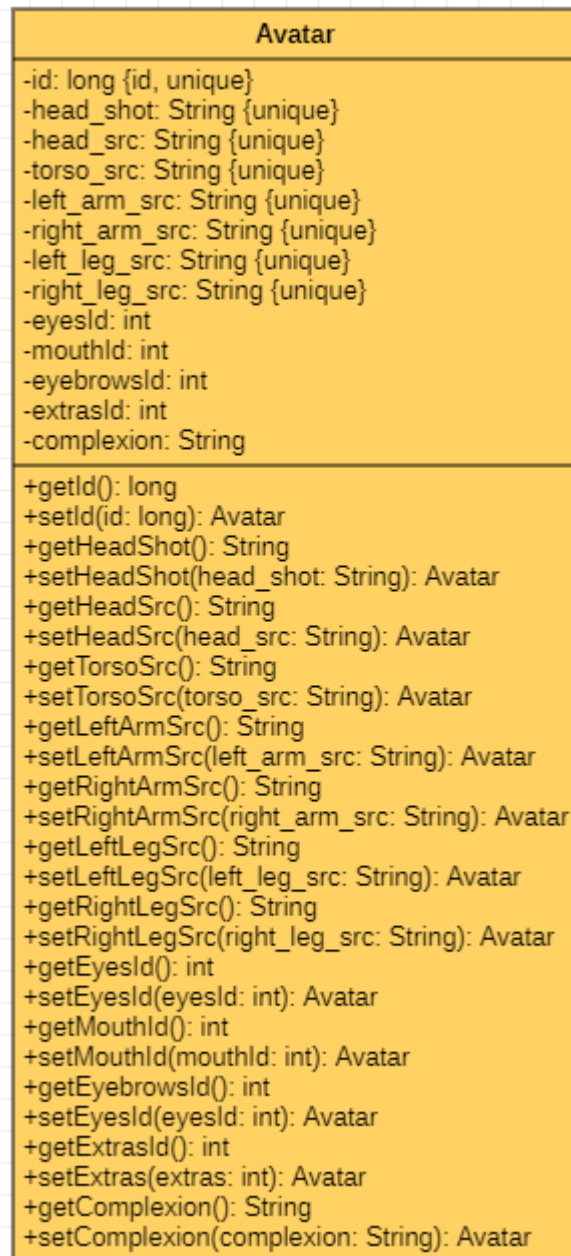 Avatar
-id: long {id, unique}
-head_shot: String {unique}
-head_src: String {unique}
-torso_src: String {unique}
-left_arm_src: String {unique}
-right_arm_src: String {unique}
-left_leg_src: String {unique}
-right_leg_src: String {unique}
-eyesId: int
-mouthId: int
-eyebrowsId: int
-extrasId: int
-complexion: String
+getId(): long
+setId(id: long): Avatar
+getHeadShot(): String
+setHeadShot(head_shot: String): Avatar
+getHeadSrc(): String
+setHeadSrc(head_src: String): Avatar
+getTorsoSrc(): String
+setTorsoSrc(torso_src: String): Avatar
+getLeftArmSrc(): String
+setLeftArmSrc(left_arm_src: String): Avatar
+getRightArmSrc(): String
+setRightArmSrc(right_arm_src: String): Avatar
+getLeftLegSrc(): String
+setLeftLegSrc(left_leg_src: String): Avatar
+getRightLegSrc(): String
+setRightLegSrc(right_leg_src: String): Avatar
+getEyesId(): int
+setEyesId(eyesId: int): Avatar
+getMouthId(): int
+setMouthId(mouthId: int): Avatar
+getEyebrowsId(): int
+setEyesId(eyesId: int): Avatar
+getExtrasId(): int
+setExtras(extras: int): Avatar
+getComplexion(): String
+setComplexion(complexion: String): Avatar